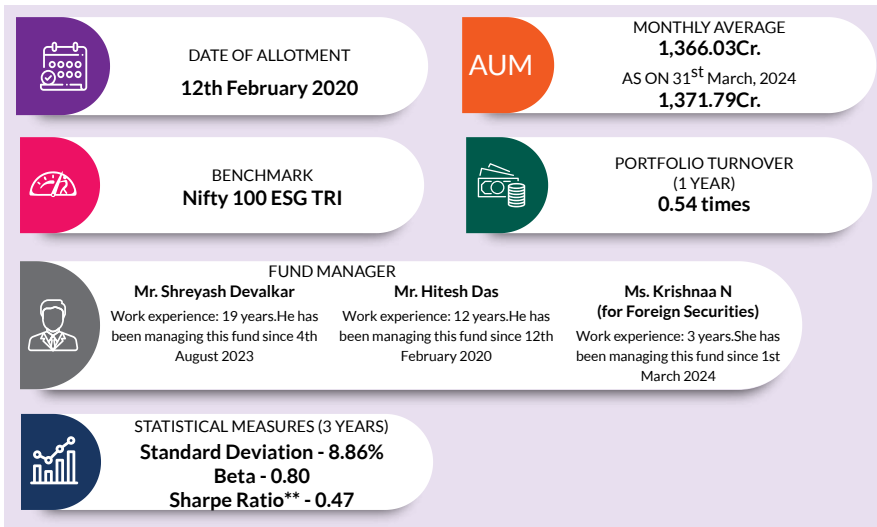 DATE OF ALLOTMENT
12th February 2020
AUM
MONTHLY AVERAGE
1,366.03Cr.
AS ON 31st March, 2024
1,371.79Cr.
BENCHMARK
Nifty 100 ESG TRI
PORTFOLIO TURNOVER
(1 YEAR)
0.54 times
FUND MANAGER
Mr. Shreyash Devalkar
Work experience: 19 years.He has
been managing this fund since 4th
August 2023
Mr. Hitesh Das
Work experience: 12 years.He has
been managing this fund since 12th
February 2020
Ms. Krishnaa N
(for Foreign Securities)
Work experience: 3 years.She has
been managing this fund since 1st
March 2024
STATISTICAL MEASURES (3 YEARS)
Standard Deviation - 8.86%
Beta - 0.80
Sharpe Ratio** - 0.47